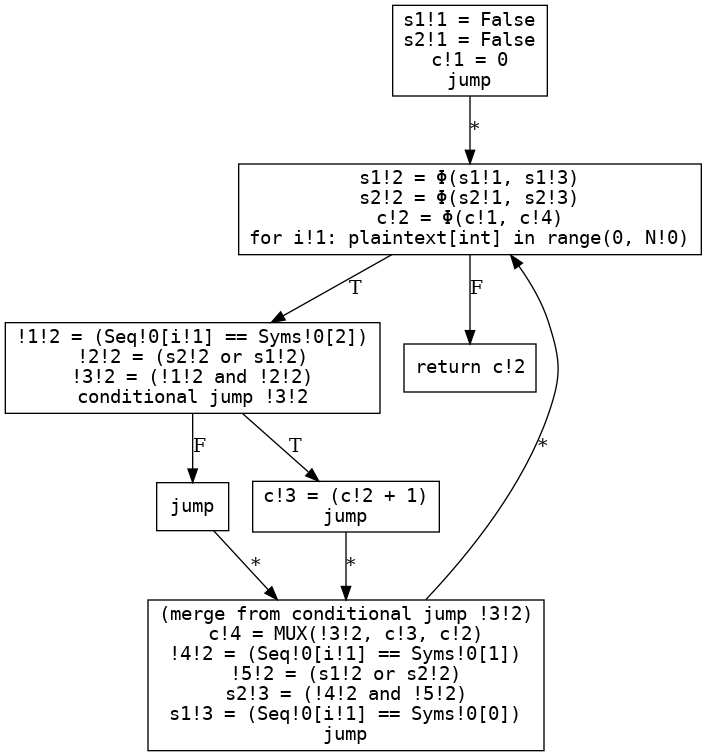 s1!1 = False
s2!1 = False
c!1 = 0
jump
*
s1!2 = Φ(s1!1, s1!3)
s2!2 = Φ(s2!1, s2!3)
c!2 = Φ(c!1, c!4)
for i!1: plaintext[int] in range(0, N!0)
T
F
!1!2 = (Seq!0[i!1] == Syms!0[2])
!2!2 = (s2!2 or s1!2)
!3!2 = (!1!2 and !2!2)
conditional jump !3!2
return c!2
F
T
*
jump
c!3 = (c!2 + 1)
jump
*
*
(merge from conditional jump !3!2)
c!4 = MUX(!3!2, c!3, c!2)
!4!2 = (Seq!0[i!1] == Syms!0[1])
!5!2 = (s1!2 or s2!2)
s2!3 = (!4!2 and !5!2)
s1!3 = (Seq!0[i!1] == Syms!0[0])
jump